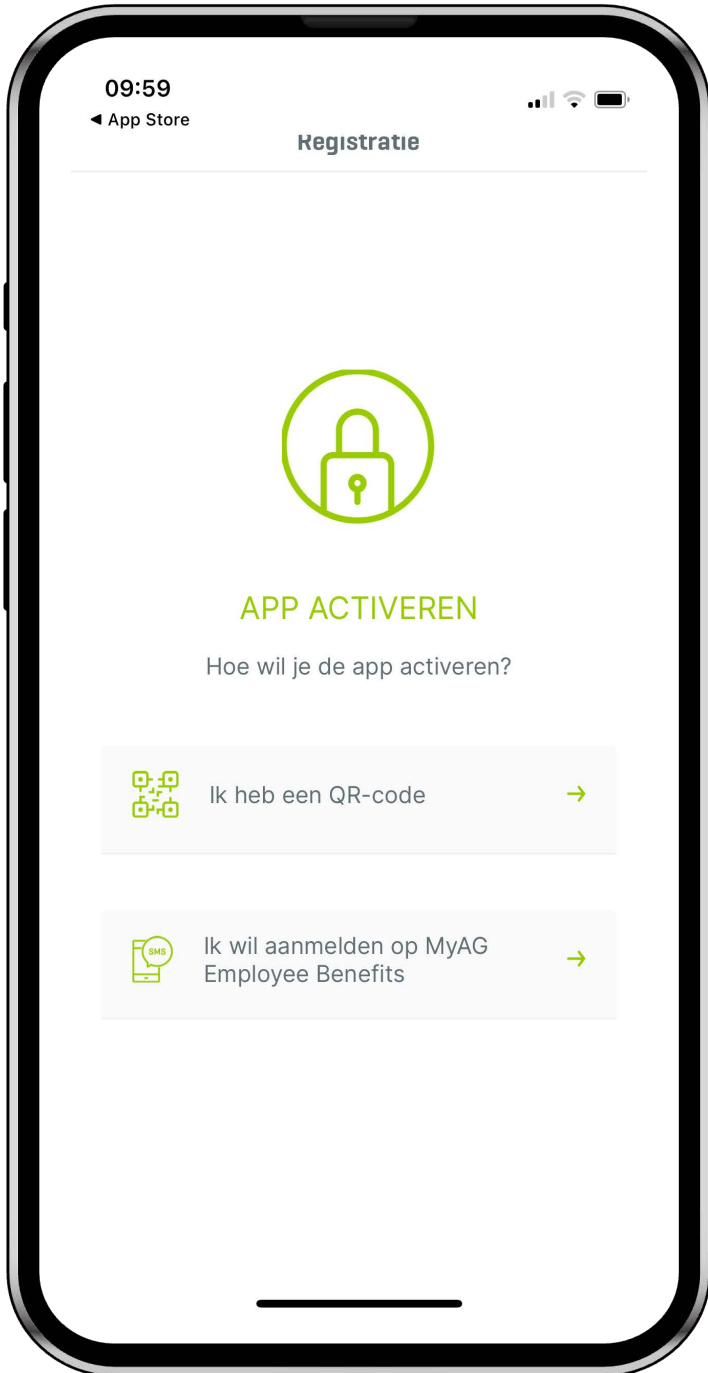 09:59
◀ App Store
Registratie
APP ACTIVEREN
Hoe wil je de app activeren?
Ik heb een QR-code
SMS
Ik wil aanmelden op MyAG
Employee Benefits